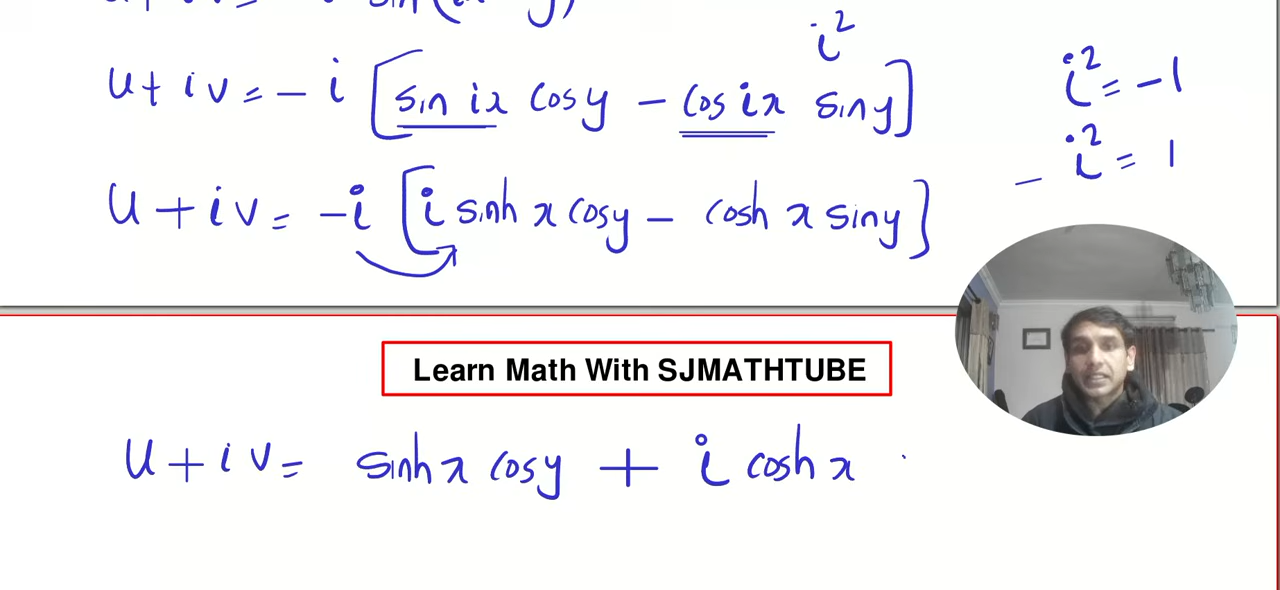 u + iv = -i [sin ix cos y - cos ix sin y]
i²
i² = -1
- i² = 1
u + iv = -i [i sinh x cos y - cosh x sin y]
Learn Math With SJMATHTUBE
u + iv = sinh x cos y + i cosh x